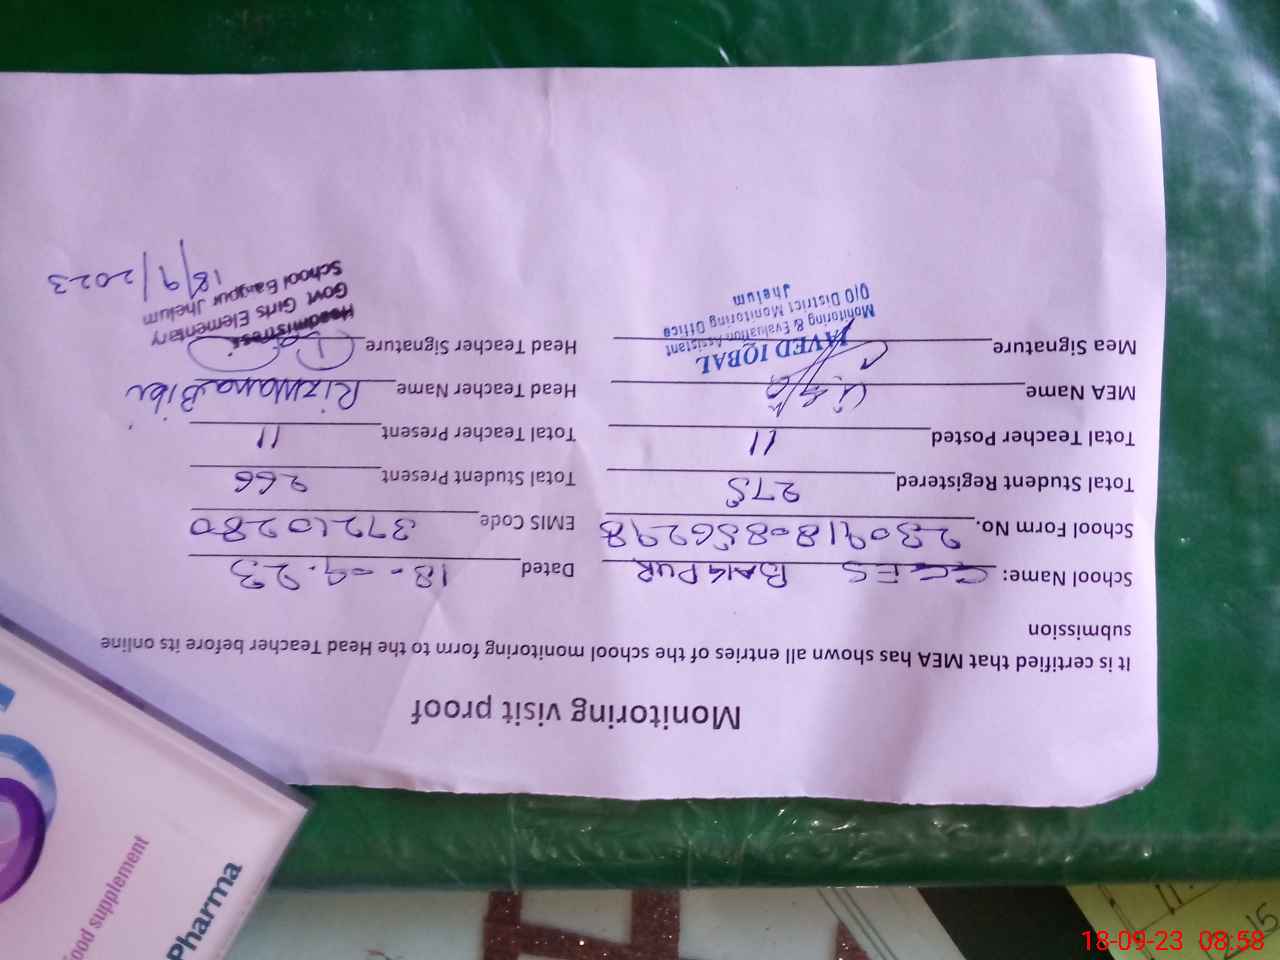 Monitoring visit proof
It is certified that MEA has shown all entries of the school monitoring form to the Head Teacher before its online
submission
School Name: GGES BAIGPUR Dated 18-09-23
School Form No. 230918-0856298 EMIS Code 37210280
Total Student Registered 275 Total Student Present 266
Total Teacher Posted 11 Total Teacher Present 11
MEA Name Head Teacher Name Rizwana Bibi
Mea Signature Head Teacher Signature
JAVED IQBAL
Monitoring & Evaluation Assistant
O/O District Monitoring Office
Jhelum
Headmistress
Govt Girls Elementary
School Baigpur Jhelum
18/9/2023
food supplement
Pharma
18-09-23 08:58